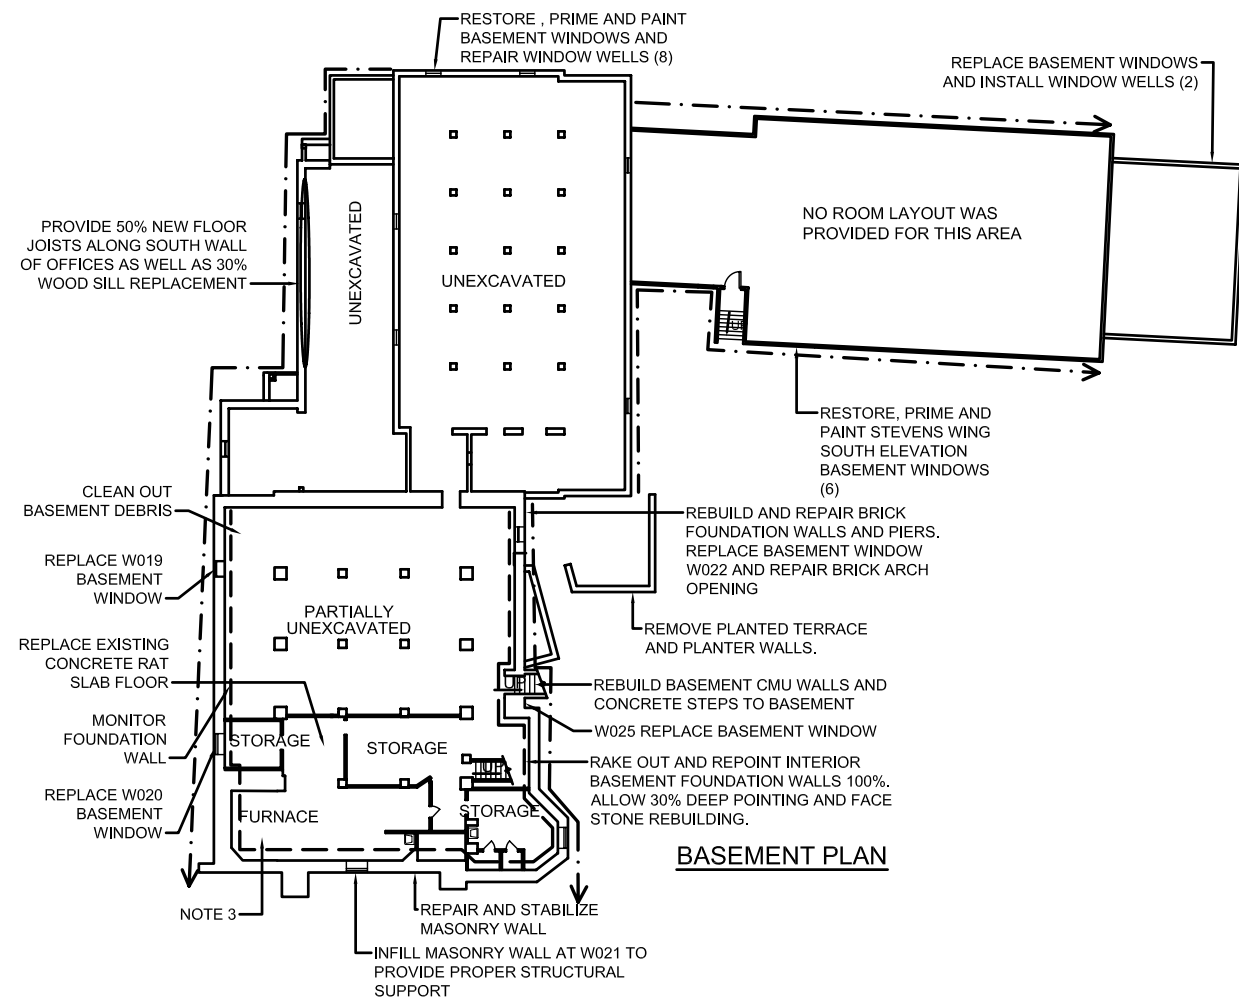 RESTORE , PRIME AND PAINT
BASEMENT WINDOWS AND
REPAIR WINDOW WELLS (8)
REPLACE BASEMENT WINDOWS
AND INSTALL WINDOW WELLS (2)
NO ROOM LAYOUT WAS
PROVIDED FOR THIS AREA
PROVIDE 50% NEW FLOOR
JOISTS ALONG SOUTH WALL
OF OFFICES AS WELL AS 30%
WOOD SILL REPLACEMENT
UNEXCAVATED
UNEXCAVATED
UP
RESTORE, PRIME AND
PAINT STEVENS WING
SOUTH ELEVATION
BASEMENT WINDOWS
(6)
CLEAN OUT
BASEMENT DEBRIS
REBUILD AND REPAIR BRICK
FOUNDATION WALLS AND PIERS.
REPLACE BASEMENT WINDOW
W022 AND REPAIR BRICK ARCH
OPENING
REPLACE W019
BASEMENT
WINDOW
PARTIALLY
UNEXCAVATED
REMOVE PLANTED TERRACE
AND PLANTER WALLS.
REPLACE EXISTING
CONCRETE RAT
SLAB FLOOR
UP
REBUILD BASEMENT CMU WALLS AND
CONCRETE STEPS TO BASEMENT
W025 REPLACE BASEMENT WINDOW
MONITOR
FOUNDATION
WALL
STORAGE
STORAGE
UP
RAKE OUT AND REPOINT INTERIOR
BASEMENT FOUNDATION WALLS 100%.
ALLOW 30% DEEP POINTING AND FACE
STONE REBUILDING.
REPLACE W020
BASEMENT
WINDOW
FURNACE
STORAGE
BASEMENT PLAN
NOTE 3
REPAIR AND STABILIZE
MASONRY WALL
INFILL MASONRY WALL AT W021 TO
PROVIDE PROPER STRUCTURAL
SUPPORT